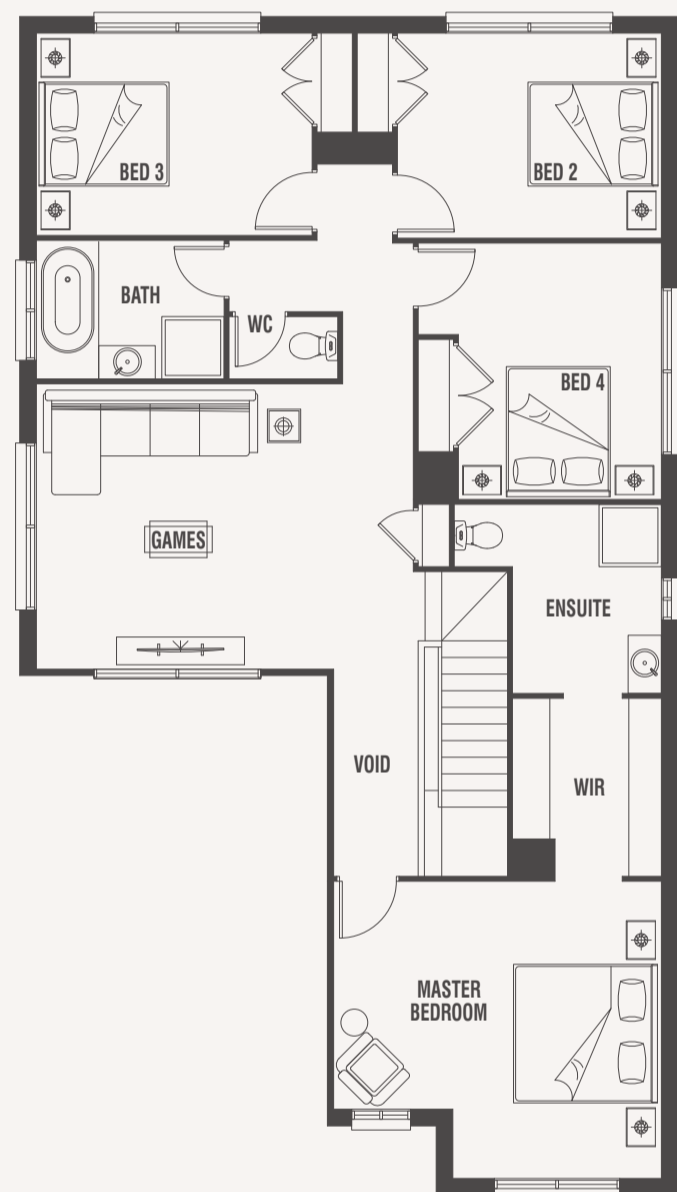 BED 3
BED 2
BATH
WC
BED 4
GAMES
ENSUITE
VOID
WIR
MASTER
BEDROOM